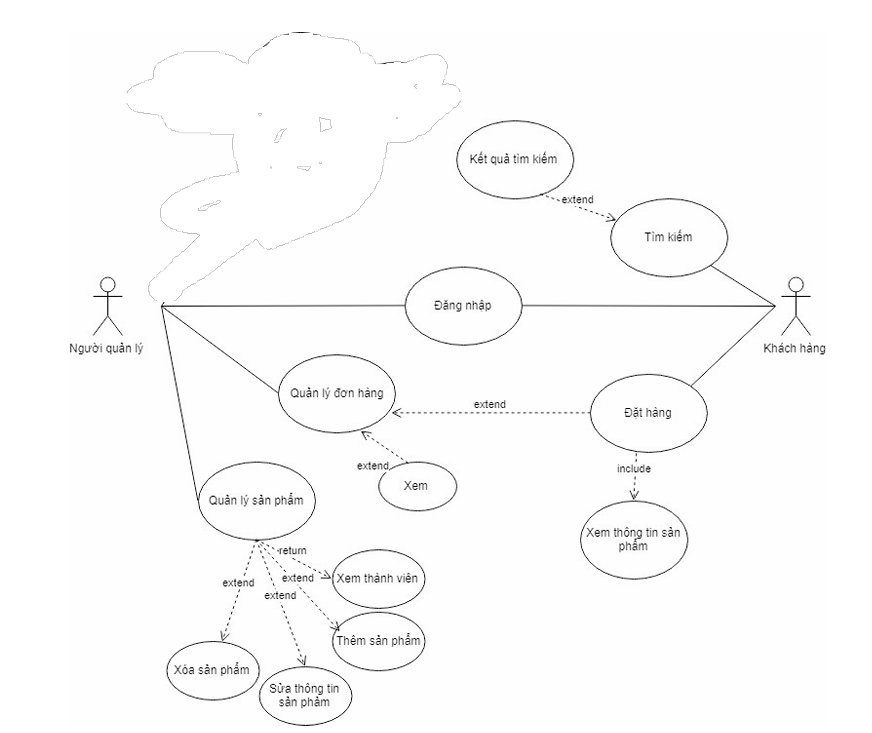 Kết quả tìm kiếm
extend
Tìm kiếm
Đăng nhập
Người quản lý
Khách hàng
Quản lý đơn hàng
extend
Đặt hàng
extend
Xem
include
Quản lý sản phẩm
Xem thông tin sản
phẩm
return
extend
extend
extend
Xem thành viên
Thêm sản phẩm
Xóa sản phẩm
Sửa thông tin
sản phẩm